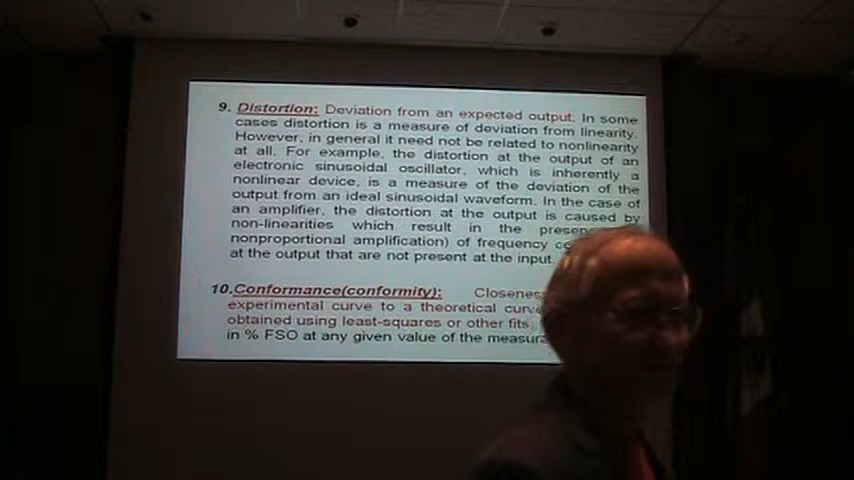 9. Distortion: Deviation from an expected output. In some
cases distortion is a measure of deviation from linearity.
However, in general it need not be related to nonlinearity
at all. For example, the distortion at the output of an
electronic sinusoidal oscillator, which is inherently a
nonlinear device, is a measure of the deviation of the
output from an ideal sinusoidal waveform. In the case of
an amplifier, the distortion at the output is caused by
non-linearities which result in the
nonproportional amplification) of frequency
at the output that are not present at the input.
10.Conformance(conformity):
experimental curve to a theoretical
obtained using least-squares or other fits
in % FSO at any given value of the